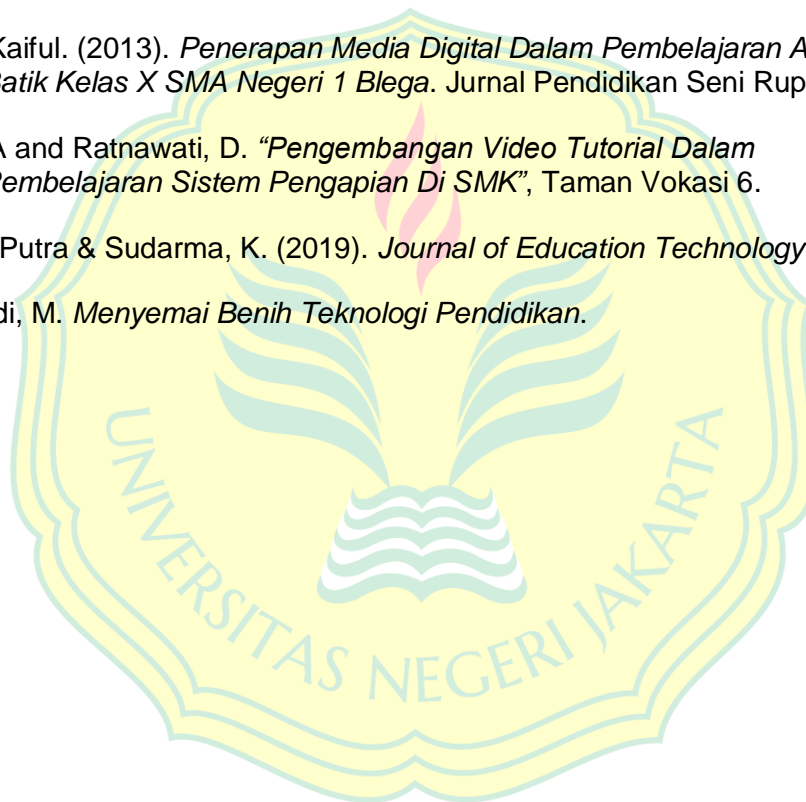 Kaiful. (2013). Penerapan Media Digital Dalam Pembelajaran
Batik Kelas X SMA Negeri 1 Blega. Jurnal Pendidikan Seni
A and Ratnawati, D. “Pengembangan Video Tutorial Dalam
Pembelajaran Sistem Pengapian Di SMK”, Taman Vokasi 6.
Putra & Sudarma, K. (2019). Journal of Education Technology
M. Menyemai Benih Teknologi Pendidikan.
UNIVERSITAS NEGERI JAKARTA